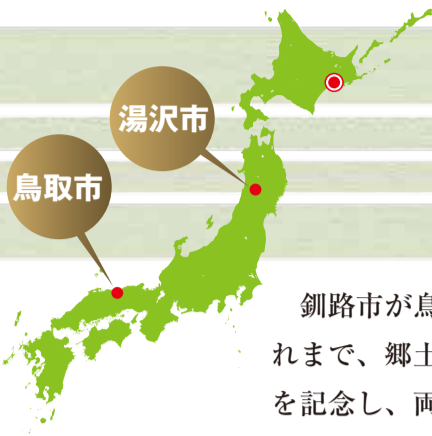 湯沢市
鳥取市
釧路市が鳥
れまで、郷土
を記念し、両